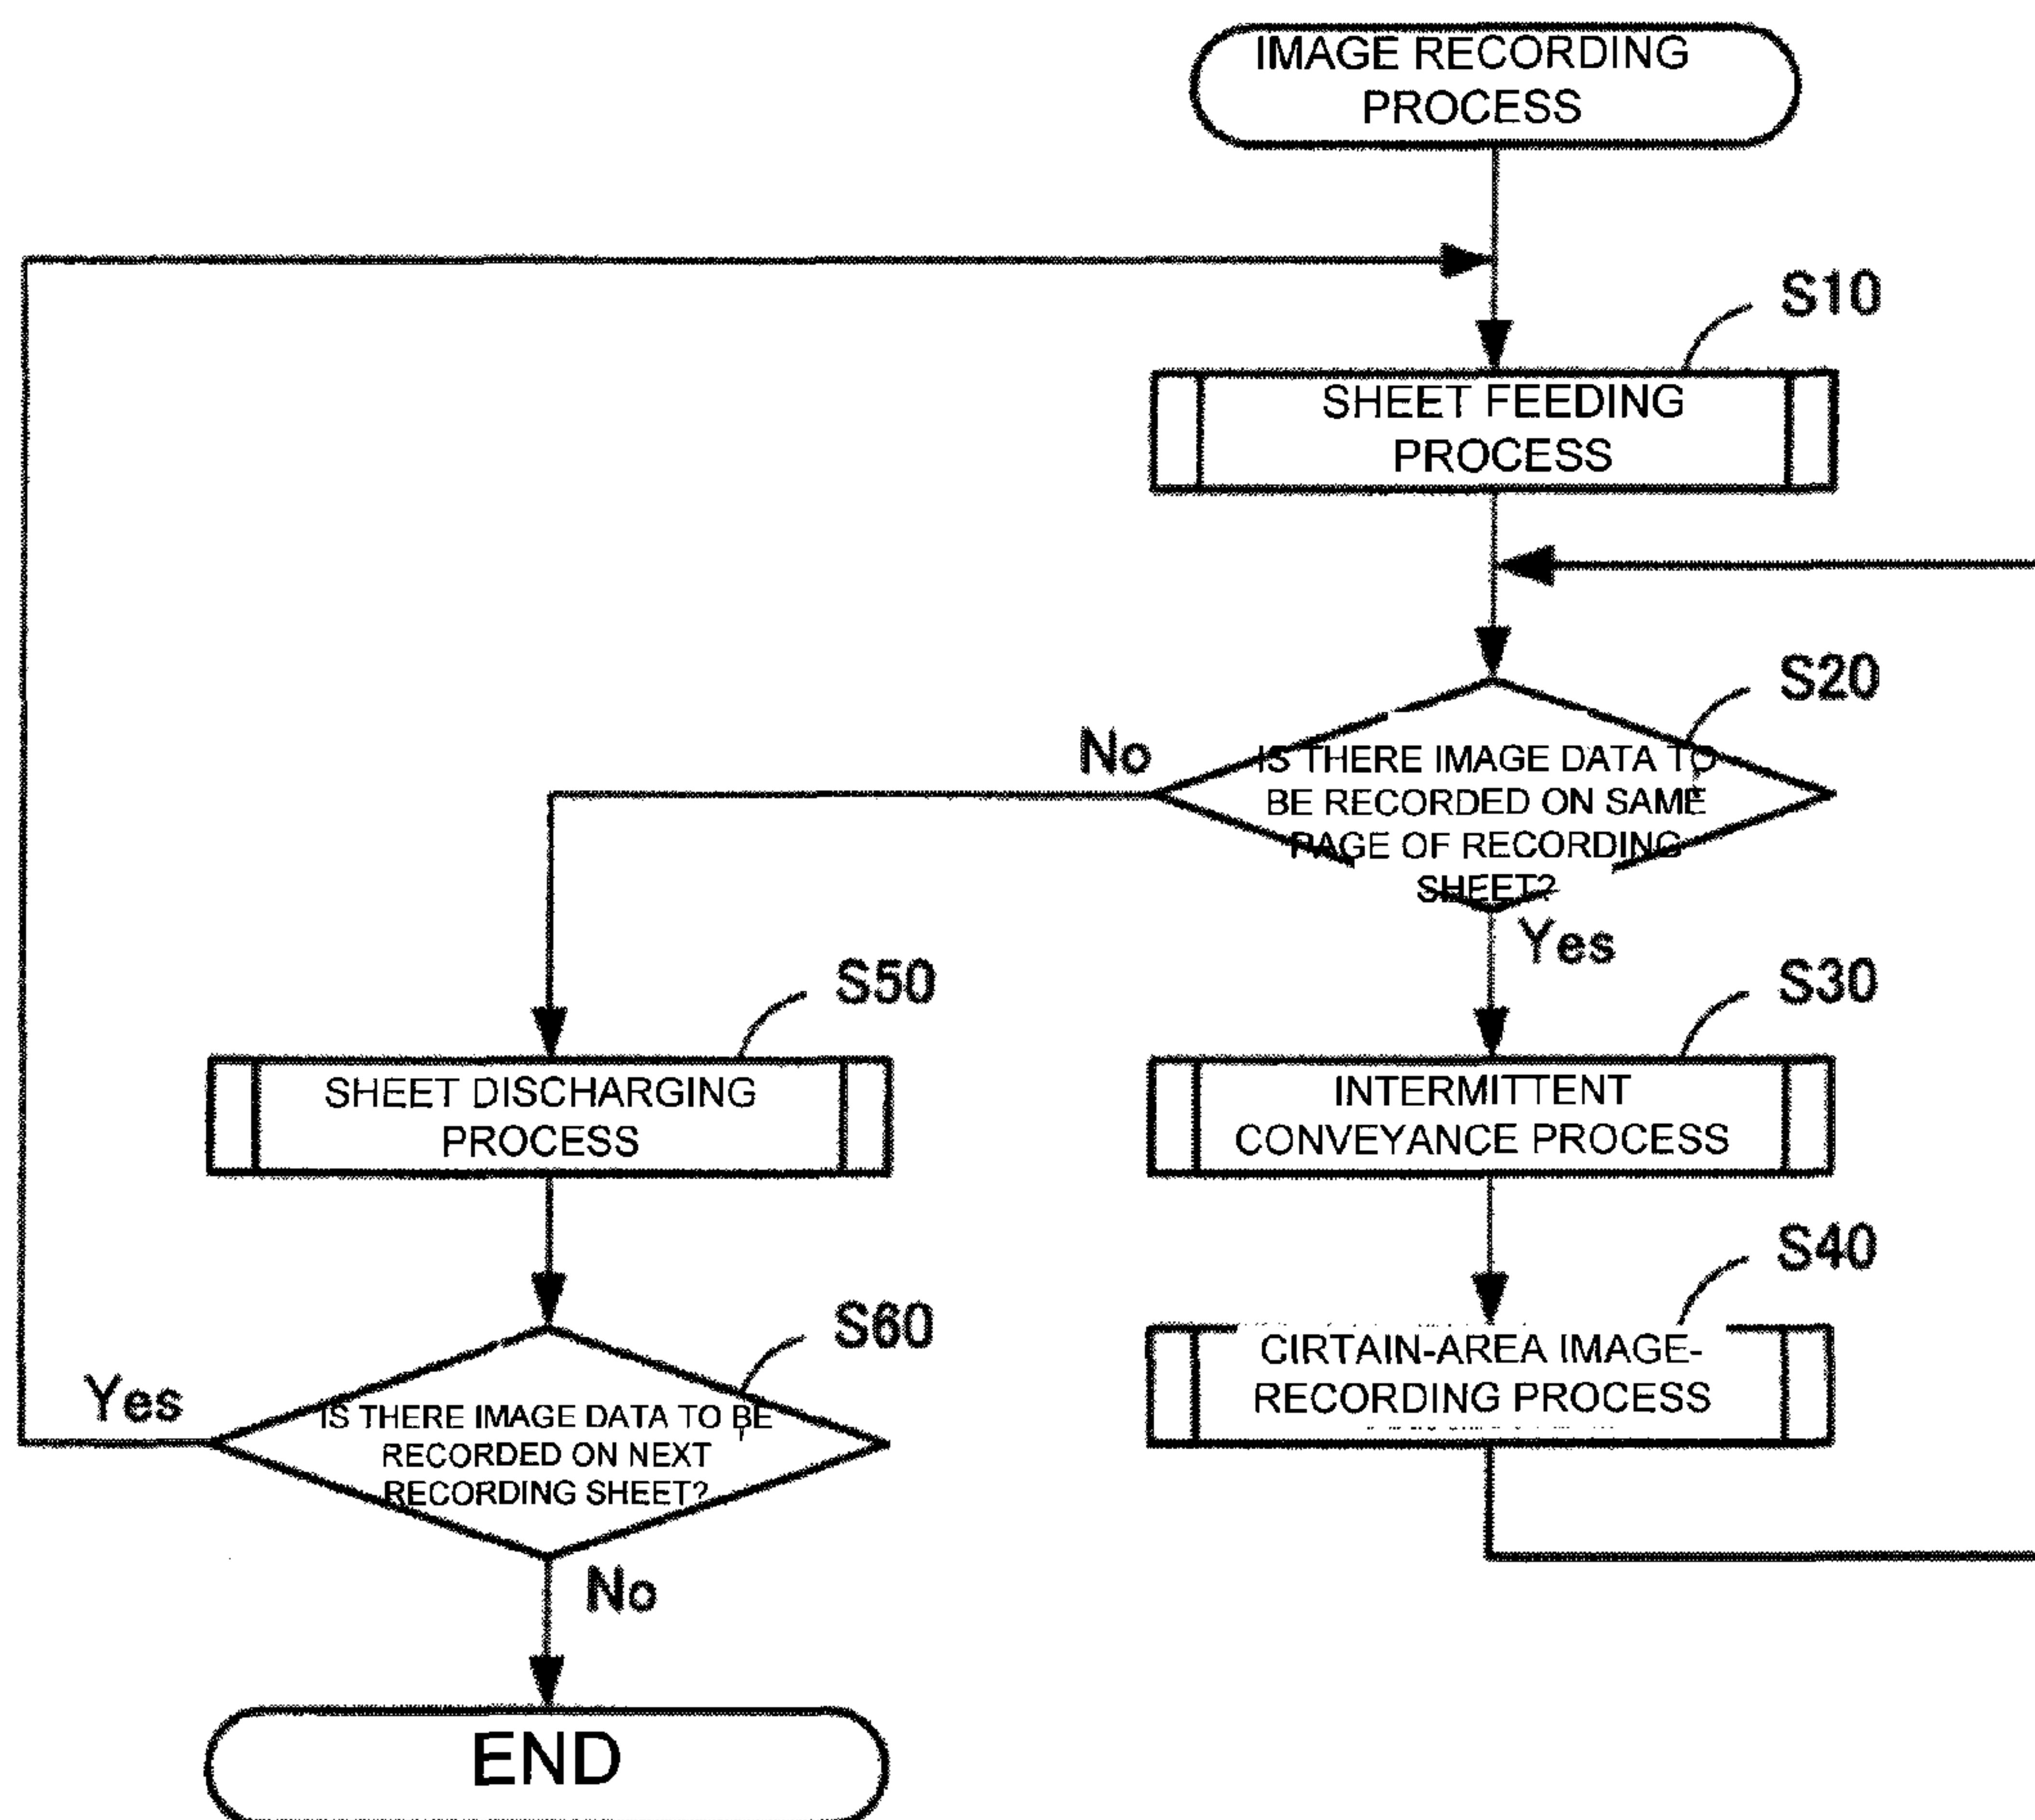 IMAGE RECORDING
PROCESS
S10
SHEET FEEDING
PROCESS
S20
No
IS THERE IMAGE DATA TO
BE RECORDED ON SAME
PAGE OF RECORDING
SHEET?
Yes
S30
INTERMITTENT
CONVEYANCE PROCESS
S40
CIRTAIN-AREA IMAGE-
RECORDING PROCESS
S50
SHEET DISCHARGING
PROCESS
S60
Yes
IS THERE IMAGE DATA TO BE
RECORDED ON NEXT
RECORDING SHEET?
No
END